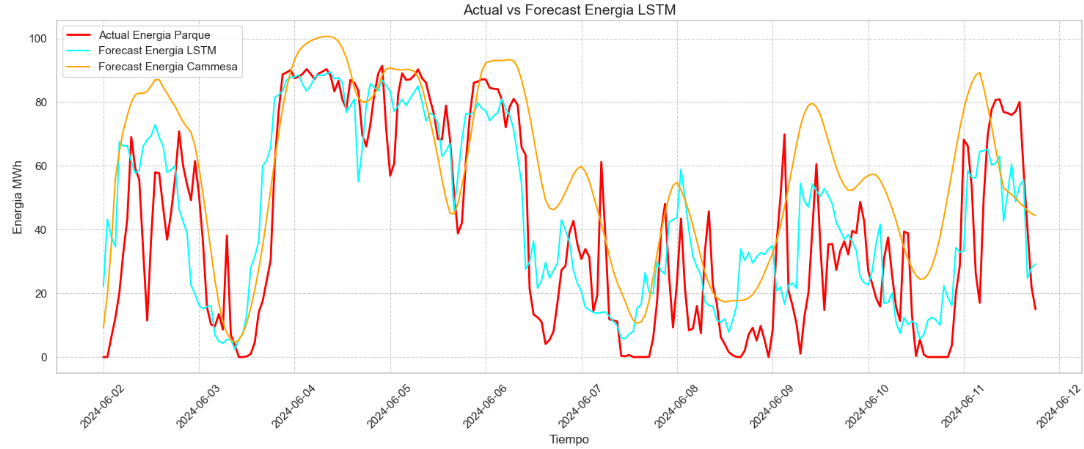 Actual vs Forecast Energia LSTM
Actual Energia Parque
Forecast Energia LSTM
Forecast Energia Cammesa
Energia MWh
100
80
60
40
20
0
2024-06-02
2024-06-03
2024-06-04
2024-06-05
2024-06-06
2024-06-07
2024-06-08
2024-06-09
2024-06-10
2024-06-11
2024-06-12
Tiempo